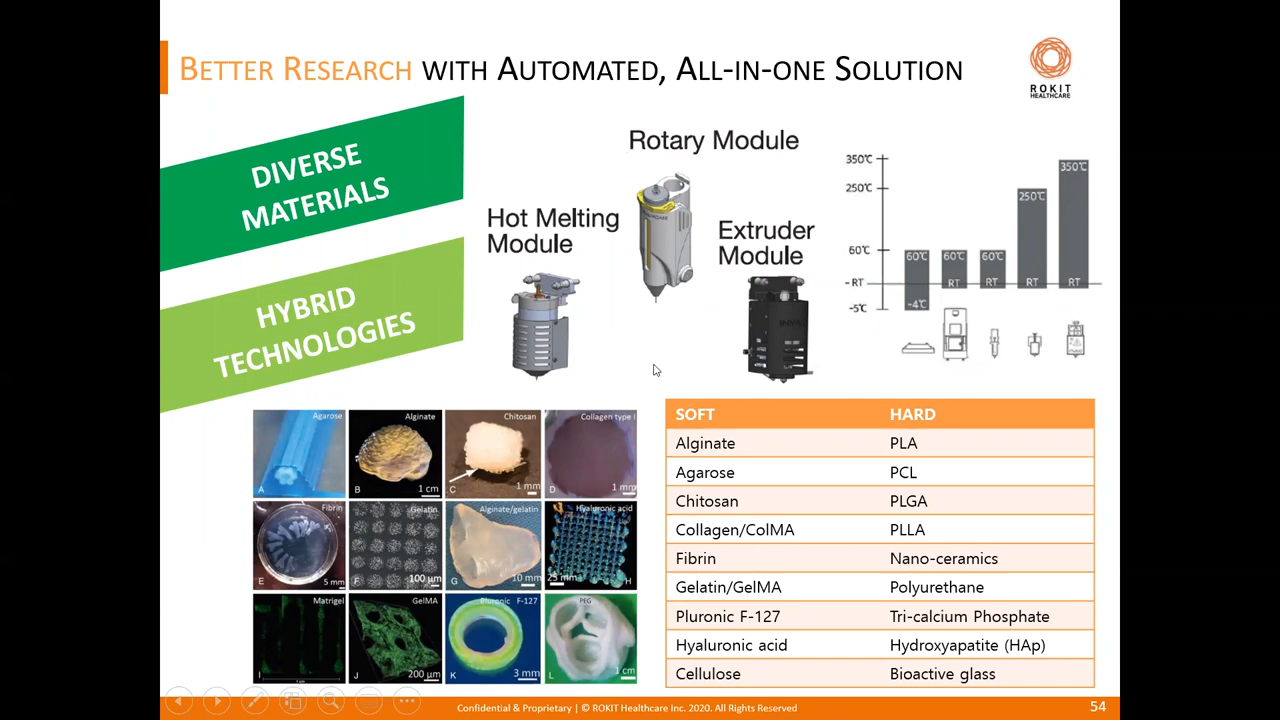 BETTER RESEARCH WITH AUTOMATED, ALL-IN-ONE SOLUTION
ROKIT
HEALTHCARE
DIVERSE
MATERIALS
HYBRID
TECHNOLOGIES
Rotary Module
Hot Melting
Module
Extruder
Module
350℃
250℃
60℃
- RT
-5℃
60℃
-4℃
60℃
RT
60℃
RT
250℃
RT
350℃
RT
Agarose
A
Alginate
B
1 cm
Chitosan
C
1 mm
Collagen type I
D
1 mm
Fibrin
E
5 mm
Gelatin
F
100 µm
Alginate/gelatin
G
10 mm
Hyaluronic acid
25 mm
H
Matrigel
I
GelMA
J
200 µm
Pluronic F-127
K
3 mm
PEG
L
1 cm
SOFT HARD
Alginate PLA
Agarose PCL
Chitosan PLGA
Collagen/ColMA PLLA
Fibrin Nano-ceramics
Gelatin/GelMA Polyurethane
Pluronic F-127 Tri-calcium Phosphate
Hyaluronic acid Hydroxyapatite (HAp)
Cellulose Bioactive glass
Confidential & Proprietary | © ROKIT Healthcare Inc. 2020. All Rights Reserved
54